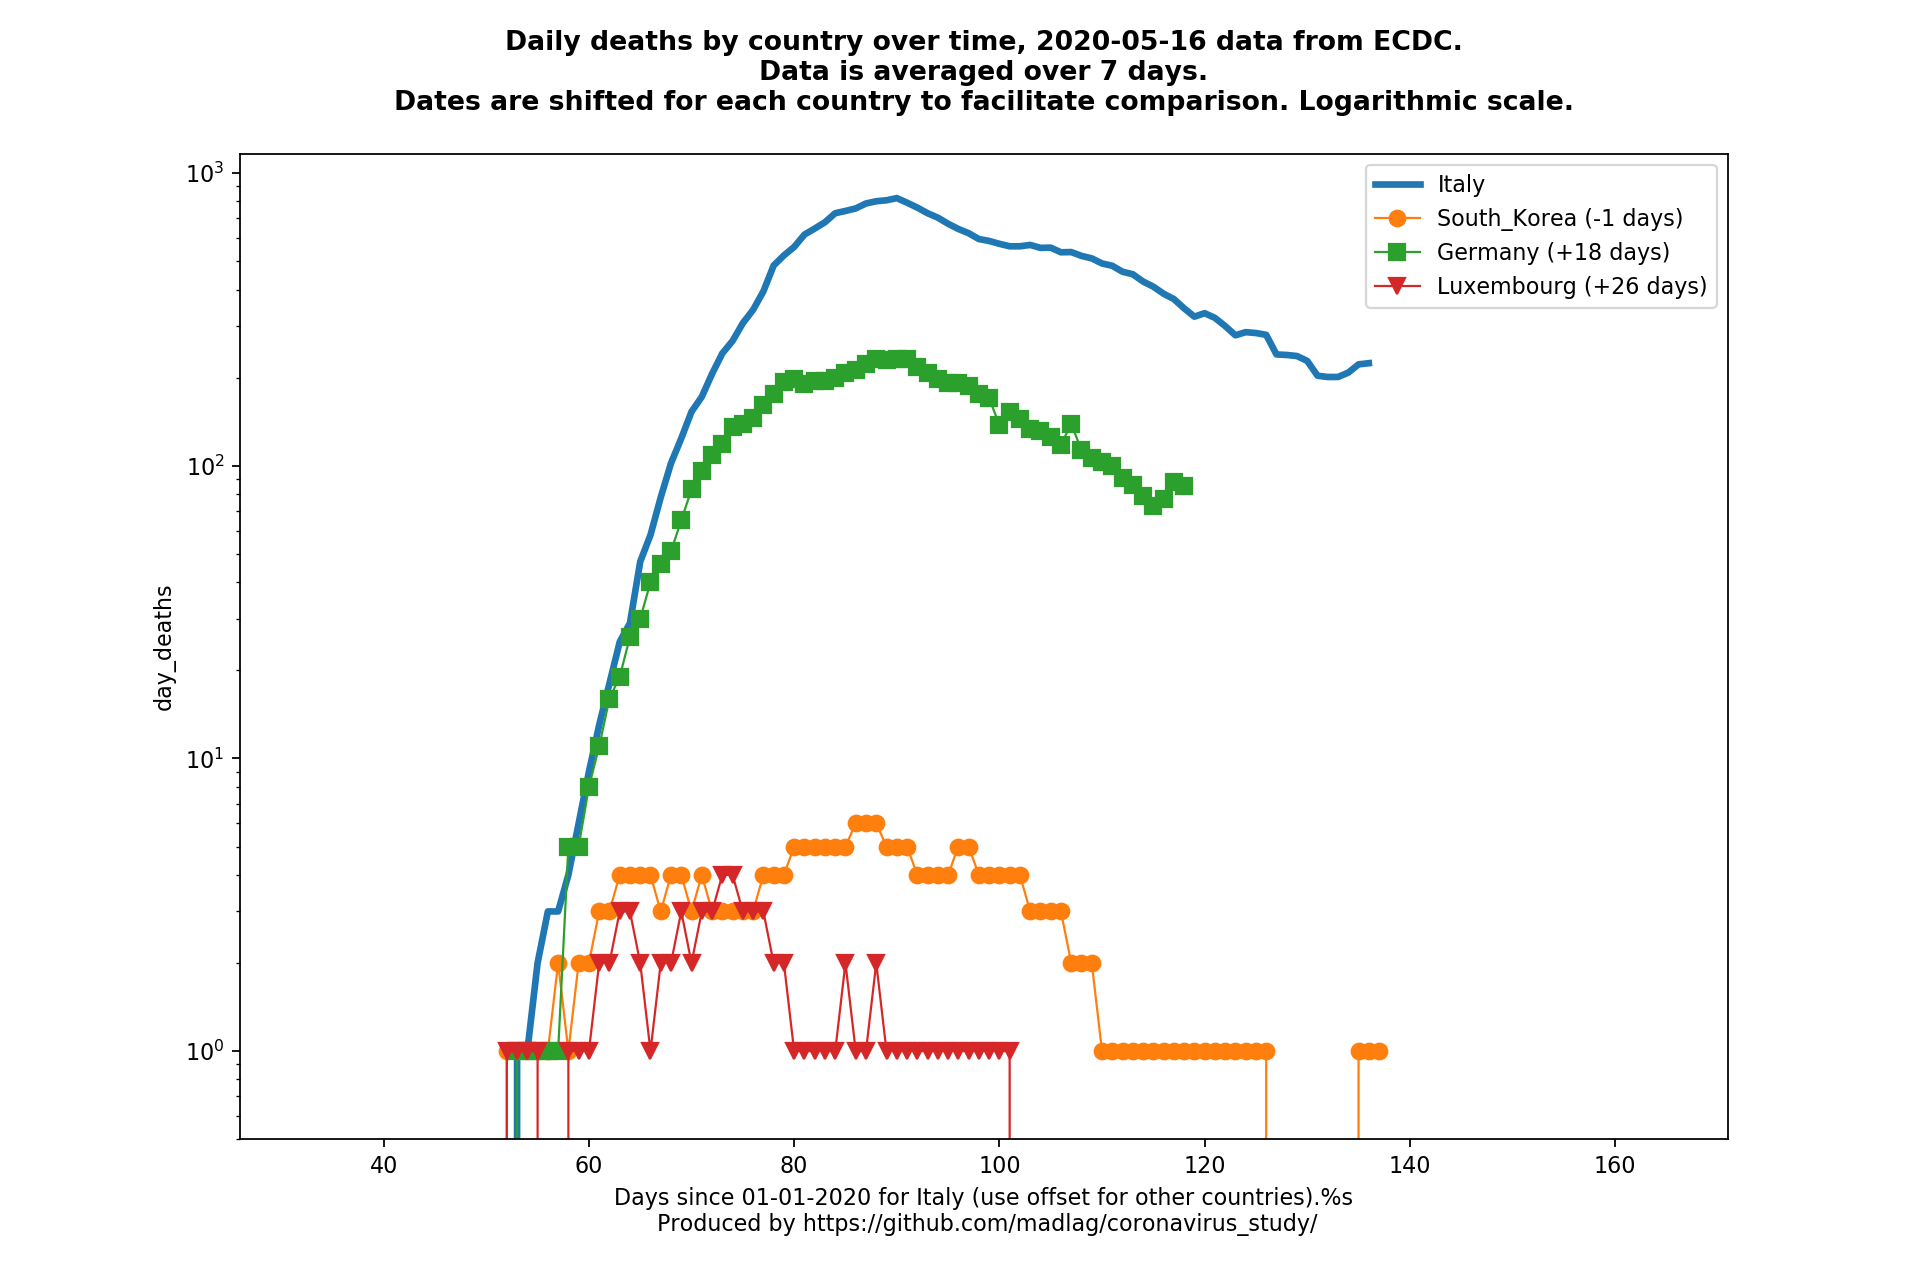 Daily deaths by country over time, 2020-05-16 data from ECDC.
Data is averaged over 7 days.
Dates are shifted for each country to facilitate comparison. Logarithmic scale.
10³
10²
10¹
10⁰
day_deaths
Italy
South_Korea (-1 days)
Germany (+18 days)
Luxembourg (+26 days)
40 60 80 100 120 140 160
Days since 01-01-2020 for Italy (use offset for other countries).%s
Produced by https://github.com/madlag/coronavirus_study/